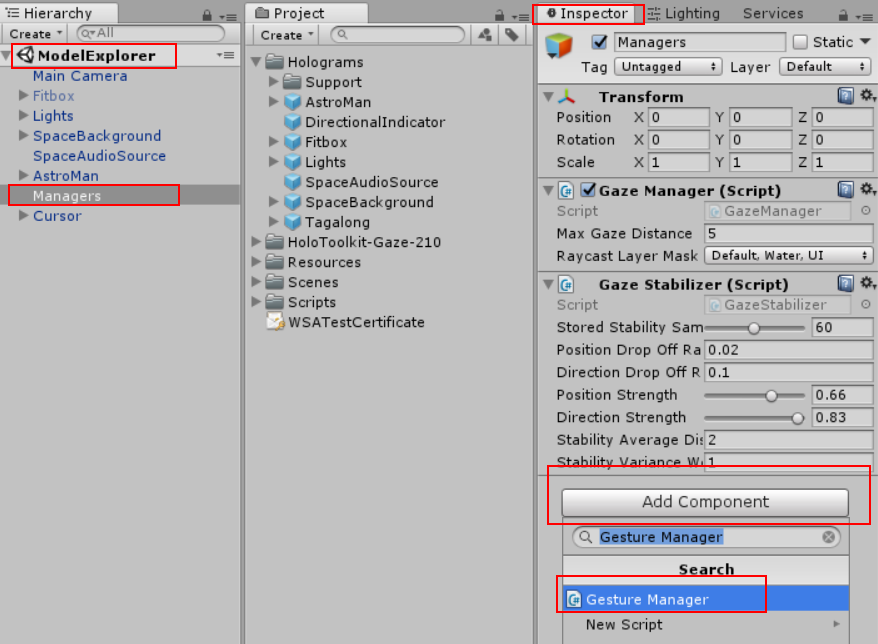 Hierarchy
Create
All
ModelExplorer
Main Camera
Fitbox
Lights
SpaceBackground
SpaceAudioSource
AstroMan
Managers
Cursor
Project
Create
Holograms
Support
AstroMan
DirectionalIndicator
Fitbox
Lights
SpaceAudioSource
SpaceBackground
Tagalong
HoloToolkit-Gaze-210
Resources
Scenes
Scripts
WSATestCertificate
Inspector Lighting Services
Managers Static
Tag Untagged Layer Default
Transform
Position X 0 Y 0 Z 0
Rotation X 0 Y 0 Z 0
Scale X 1 Y 1 Z 1
Gaze Manager (Script)
Script GazeManager
Max Gaze Distance 5
Raycast Layer Mask Default, Water, UI
Gaze Stabilizer (Script)
Script GazeStabilizer
Stored Stability Sam 60
Position Drop Off Ra 0.02
Direction Drop Off R 0.1
Position Strength 0.66
Direction Strength 0.83
Stability Average Dis 2
Stability Variance W 1
Add Component
Gesture Manager
Search
Gesture Manager
New Script